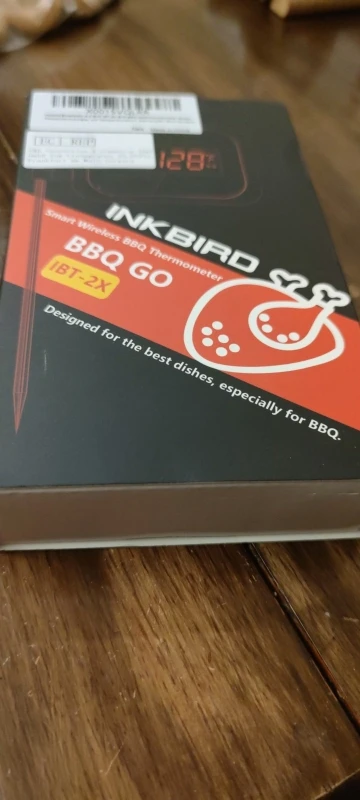 128°F
INKBIRD
Smart Wireless BBQ Thermometer
BBQ GO
IBT-2X
Designed for the best dishes, especially for BBQ.